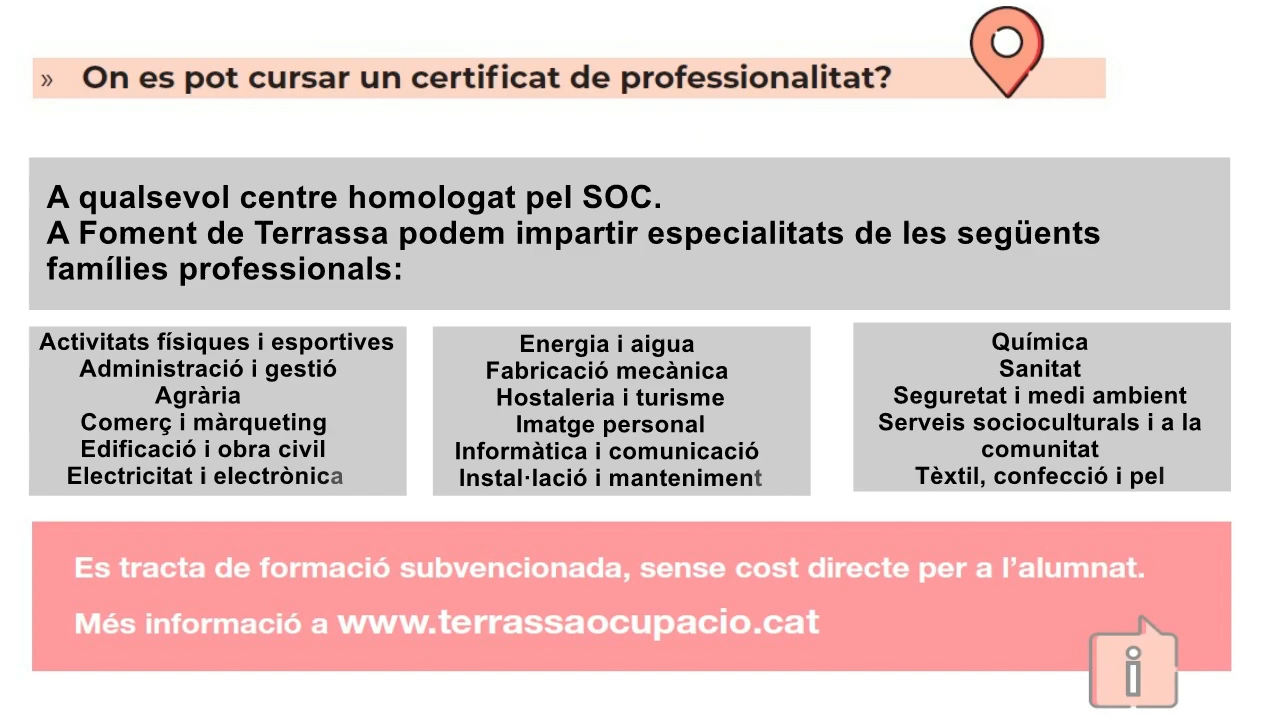 » On es pot cursar un certificat de professionalitat?
A qualsevol centre homologat pel SOC.
A Foment de Terrassa podem impartir especialitats de les següents
famílies professionals:
Activitats físiques i esportives
Administració i gestió
Agrària
Comerç i màrqueting
Edificació i obra civil
Electricitat i electrònica
Energia i aigua
Fabricació mecànica
Hostaleria i turisme
Imatge personal
Informàtica i comunicació
Instal·lació i manteniment
Química
Sanitat
Seguretat i medi ambient
Serveis socioculturals i a la
comunitat
Tèxtil, confecció i pel
Es tracta de formació subvencionada, sense cost directe per a l’alumnat.
Més informació a www.terrassaocupacio.cat
i